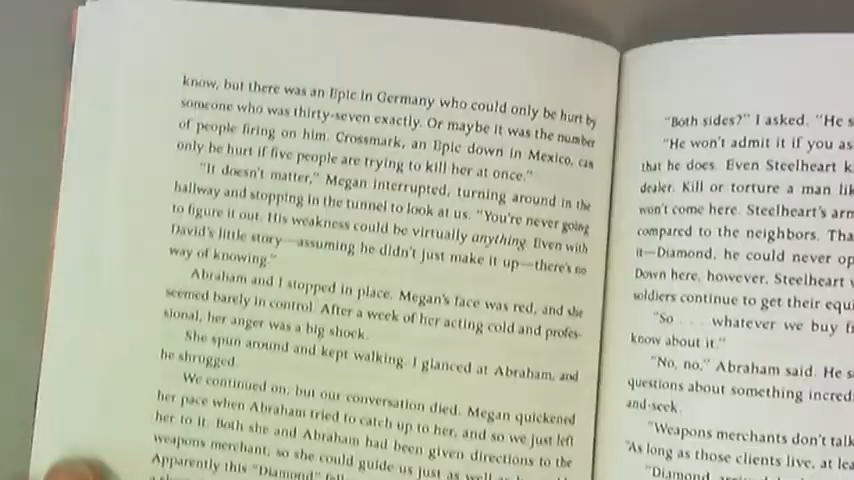 know, but there was an Epic in Germany who could only be hurt by
someone who was thirty-seven exactly. Or maybe it was the number
of people firing on him. Crossmark, an Epic down in Mexico, can
only be hurt if five people are trying to kill her at once."
"It doesn't matter," Megan interrupted, turning around in the
hallway and stopping in the tunnel to look at us. "You're never going
to figure it out. His weakness could be virtually anything. Even with
David's little story—assuming he didn't just make it up—there's no
way of knowing."
Abraham and I stopped in place. Megan's face was red, and she
seemed barely in control. After a week of her acting cold and profes-
sional, her anger was a big shock.
She spun around and kept walking. I glanced at Abraham, and
he shrugged.
We continued on, but our conversation died. Megan quickened
her pace when Abraham tried to catch up to her, and so we just left
her to it. Both she and Abraham had been given directions to the
weapons merchant, so she could guide us just as well as
Apparently this "Diamond"
"Both sides?" I asked. "He
"He won't admit it if you
that he does. Even Steelheart
dealer. Kill or torture a man
won't come here. Steelheart's
compared to the neighbors.
it—Diamond, he could never
Down here, however, Steelheart
soldiers continue to get their
"So . . . whatever we buy
know about it."
"No, no," Abraham said. He
questions about something
and-seek.
"Weapons merchants don't
"As long as those clients live, at
"Diamond